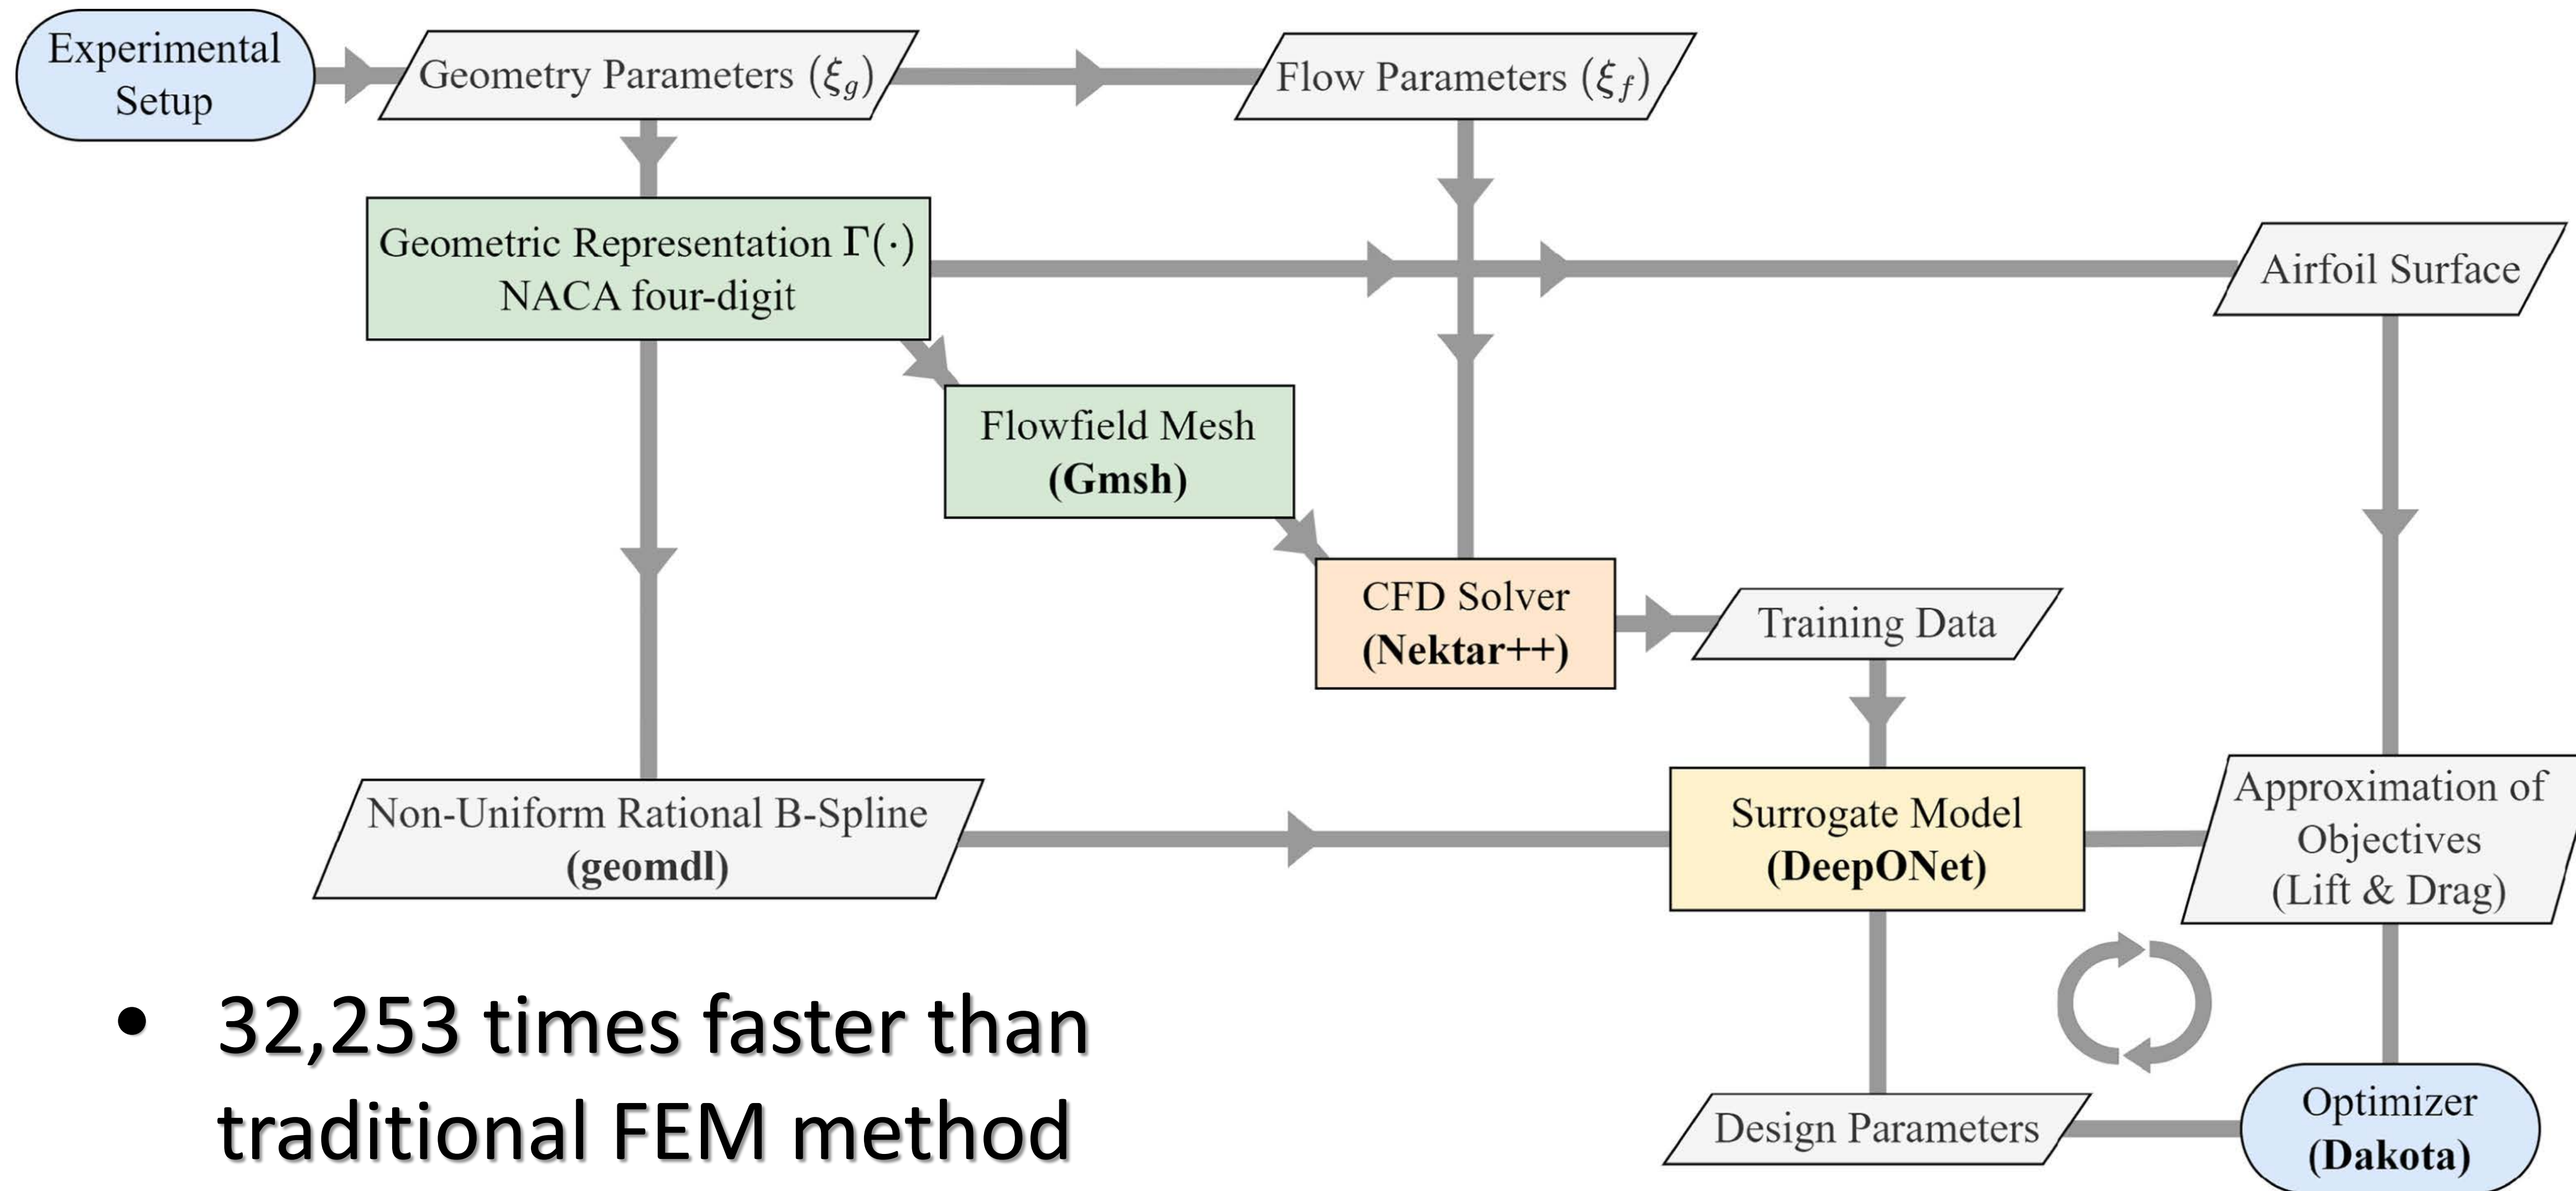 Experimental
Setup
Geometry Parameters (ξg)
Flow Parameters (ξf)
Geometric Representation Γ(·)
NACA four-digit
Airfoil Surface
Flowfield Mesh
(Gmsh)
CFD Solver
(Nektar++)
Training Data
Non-Uniform Rational B-Spline
(geomdl)
Surrogate Model
(DeepONet)
Approximation of
Objectives
(Lift & Drag)
• 32,253 times faster than
traditional FEM method
Design Parameters
Optimizer
(Dakota)